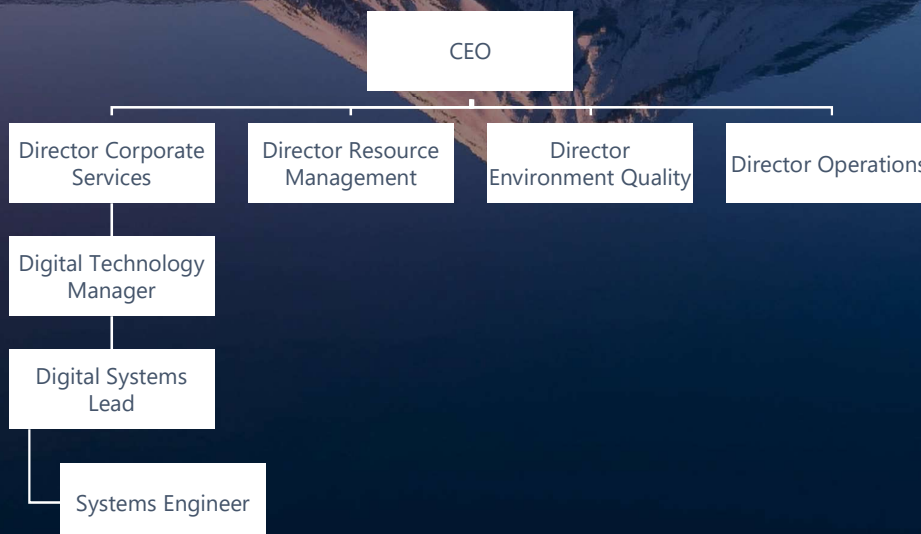 CEO
Director Corporate
Services
Director Resource
Management
Director
Environment Quality
Director Operations
Digital Technology
Manager
Digital Systems
Lead
Systems Engineer